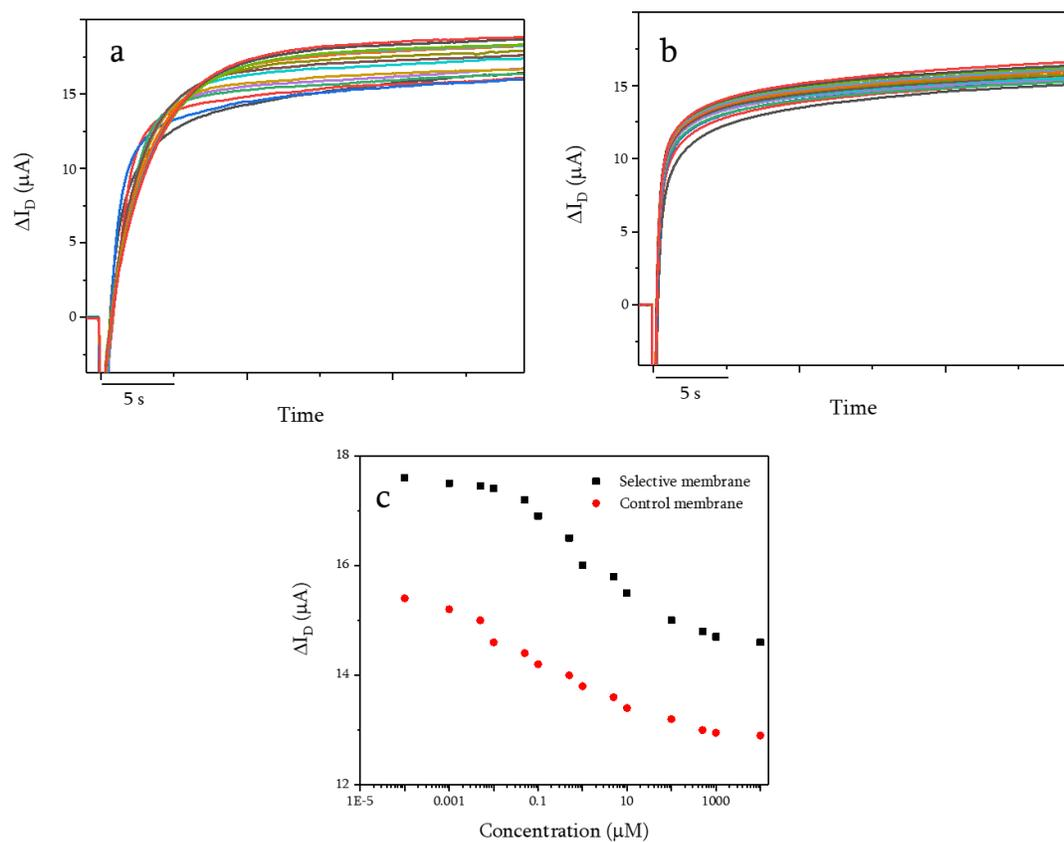 a
15
10
5
0
ΔI_D (μA)
5 s
Time
b
15
10
5
0
ΔI_D (μA)
5 s
Time
c
18
16
14
12
ΔI_D (μA)
Selective membrane
Control membrane
1E-5 0.001 0.1 10 1000
Concentration (μM)